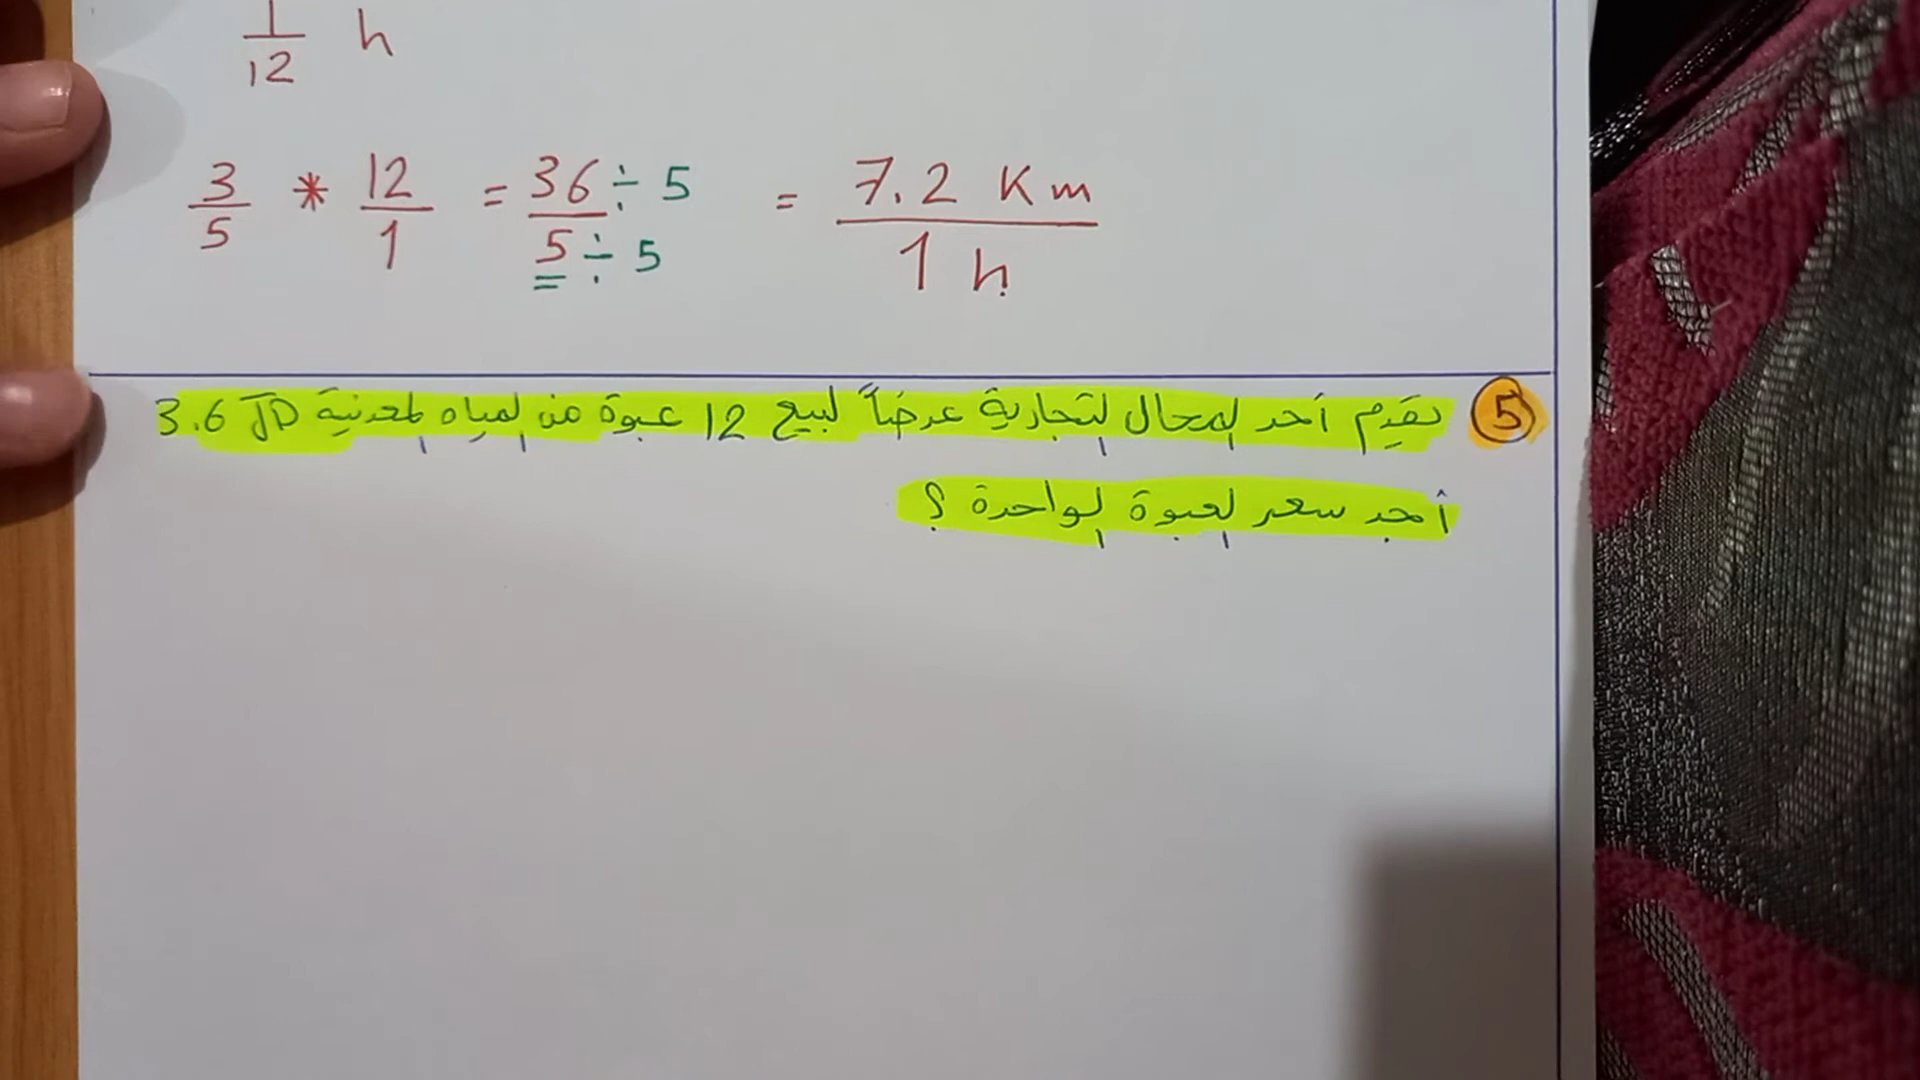 1/12 h
3/5 * 12/1 = 36 ÷ 5 / 5 ÷ 5 = 7.2 Km / 1 h
5 يقدم أحد المحال التجارية عرضاً لبيع 12 عبوة من المياه المعدنية 3.6 JD
أجد سعر العبوة الواحدة ؟